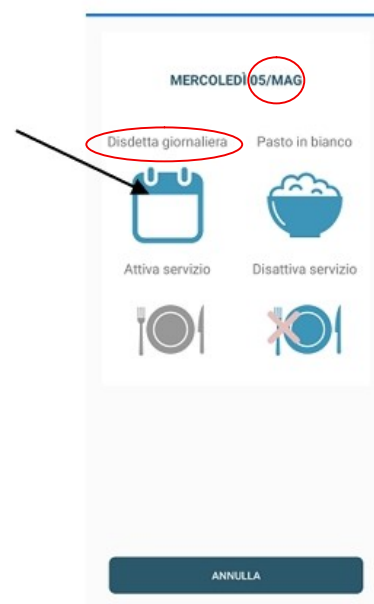 MERCOLEDÌ 05/MAG
Disdetta giornaliera Pasto in bianco
Attiva servizio Disattiva servizio
ANNULLA